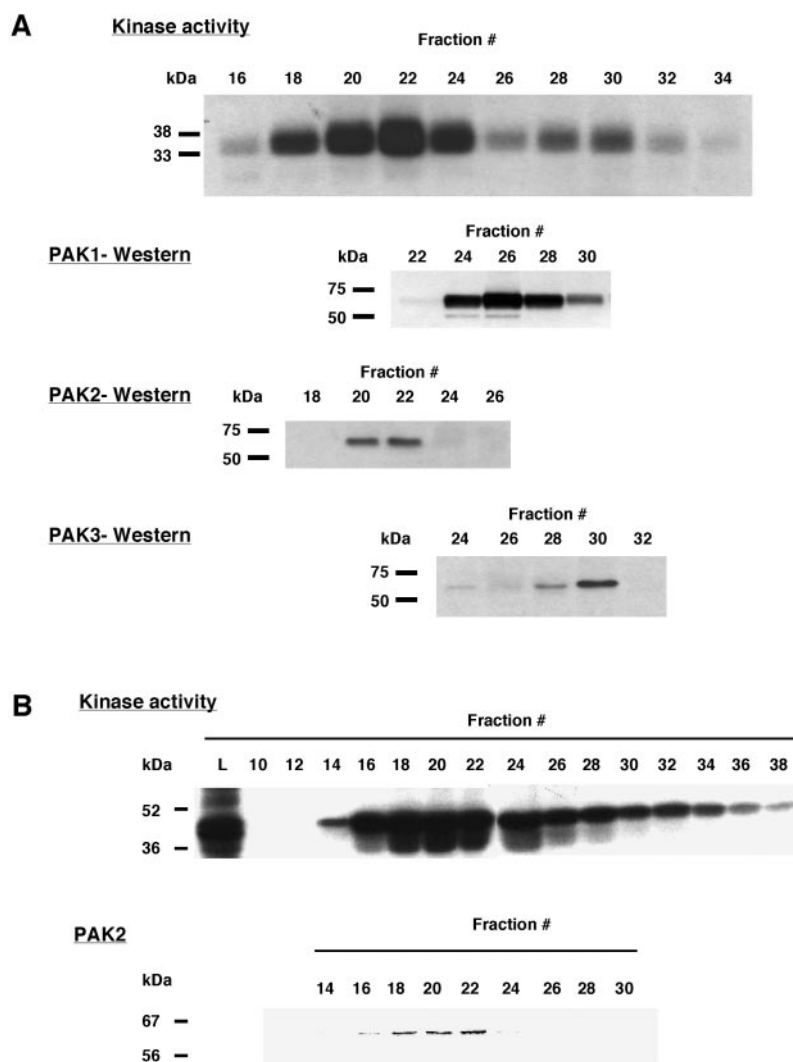 A
Kinase activity
Fraction #
kDa 16 18 20 22 24 26 28 30 32 34
38
33
Fraction #
PAK1- Western kDa 22 24 26 28 30
75
50
Fraction #
PAK2- Western kDa 18 20 22 24 26
75
50
Fraction #
PAK3- Western kDa 24 26 28 30 32
75
50
B
Kinase activity
Fraction #
kDa L 10 12 14 16 18 20 22 24 26 28 30 32 34 36 38
52
36
Fraction #
PAK2
kDa 14 16 18 20 22 24 26 28 30
67
56